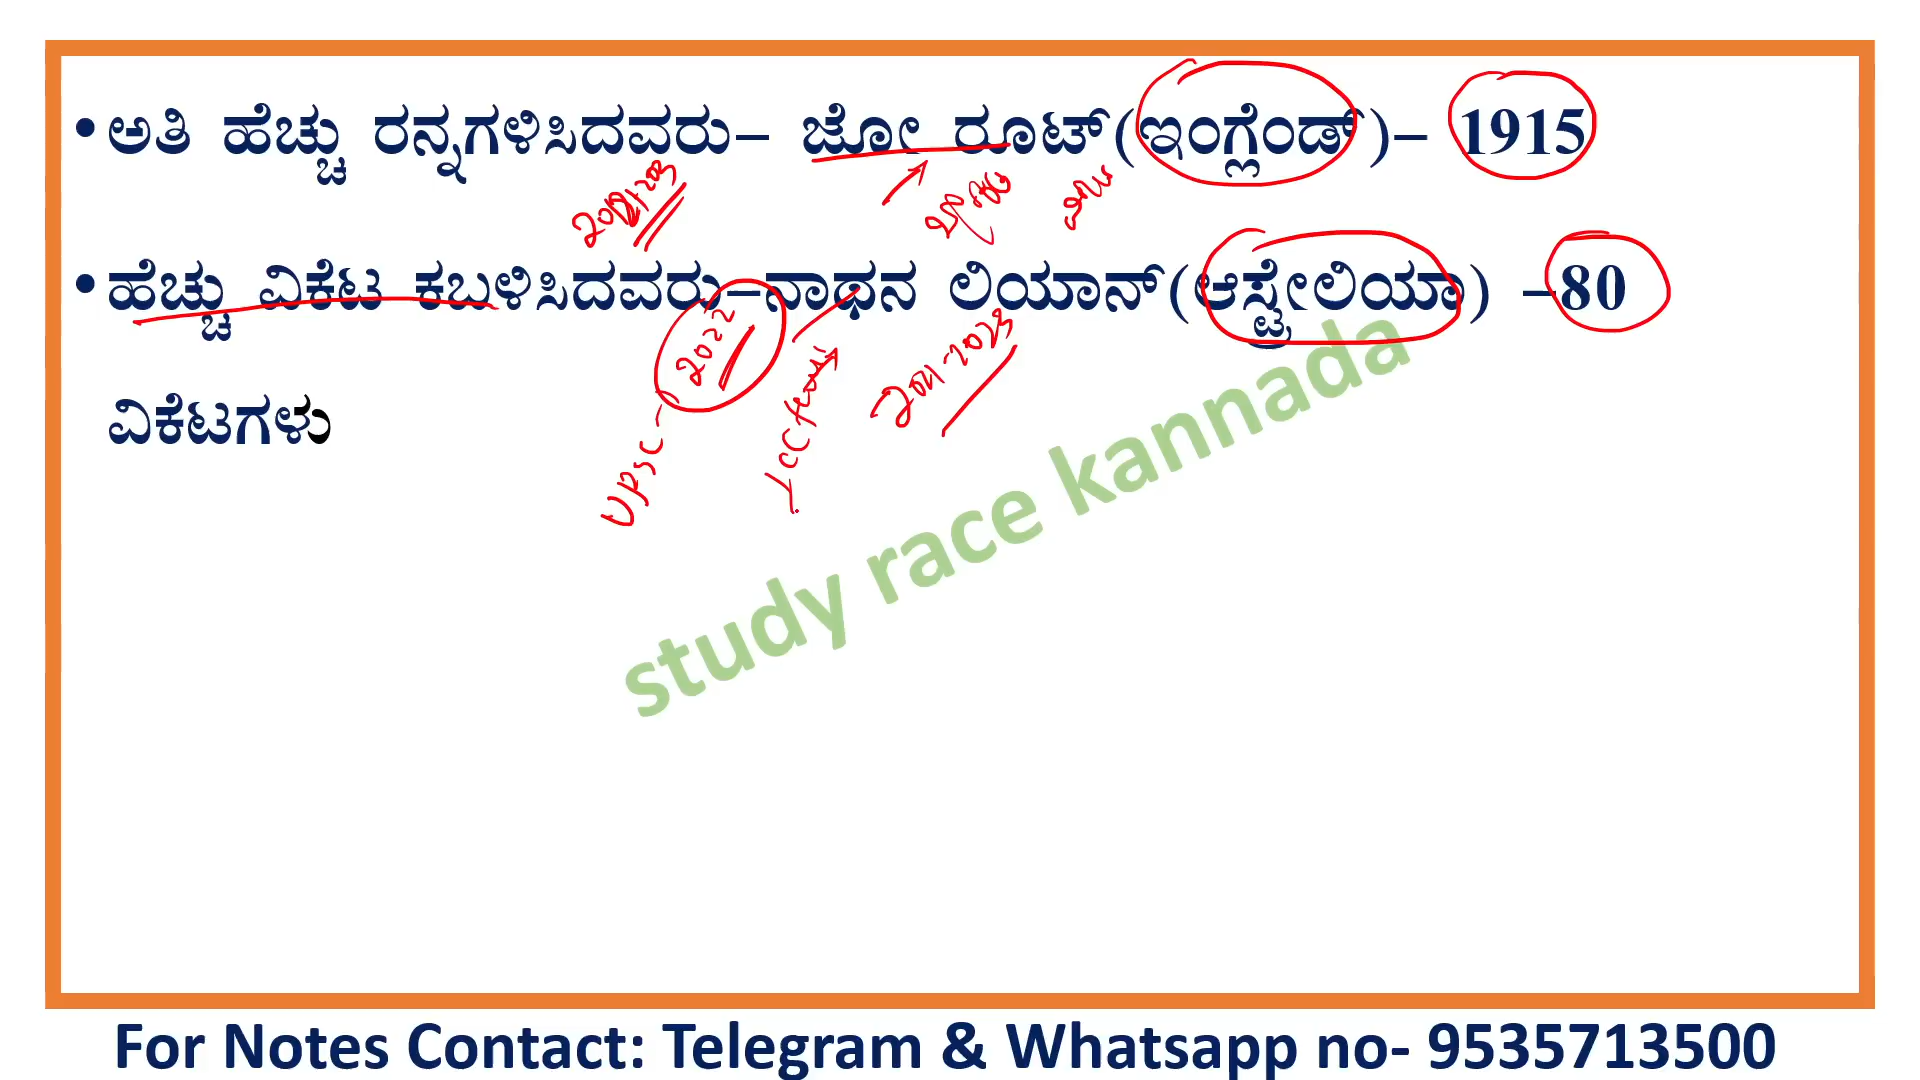 •ಅತಿ ಹೆಚ್ಚು ರನ್ನಗಳಿಸಿದವರು– ಜೋ ರೂಟ್(ಇಂಗ್ಲೆಂಡ್)– 1915
•ಹೆಚ್ಚು ವಿಕೆಟ ಕಬಳಿಸಿದವರು–ನಾಥನ ಲಿಯಾನ್(ಆಸ್ಟ್ರೇಲಿಯಾ) –80
ವಿಕೆಟಗಳು
2022
UPSC
2021-2023
study race kannada
For Notes Contact: Telegram & Whatsapp no- 9535713500